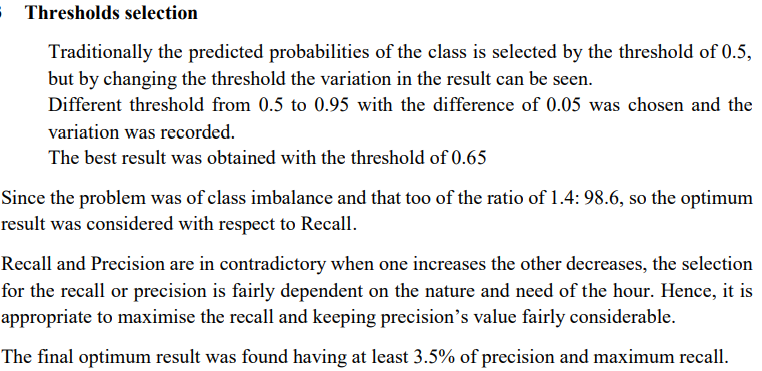 Thresholds selection
Traditionally the predicted probabilities of the class is selected by the threshold of 0.5,
but by changing the threshold the variation in the result can be seen.
Different threshold from 0.5 to 0.95 with the difference of 0.05 was chosen and the
variation was recorded.
The best result was obtained with the threshold of 0.65
Since the problem was of class imbalance and that too of the ratio of 1.4: 98.6, so the optimum
result was considered with respect to Recall.
Recall and Precision are in contradictory when one increases the other decreases, the selection
for the recall or precision is fairly dependent on the nature and need of the hour. Hence, it is
appropriate to maximise the recall and keeping precision’s value fairly considerable.
The final optimum result was found having at least 3.5% of precision and maximum recall.